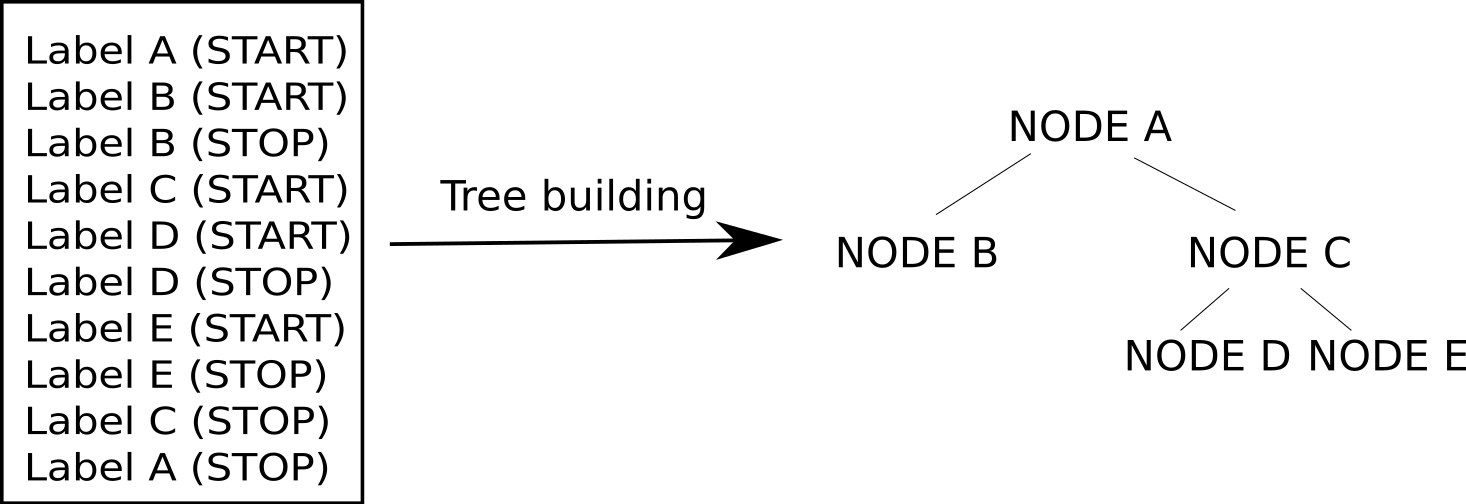 Label A (START)
Label B (START)
Label B (STOP)
Label C (START)
Label D (START)
Label D (STOP)
Label E (START)
Label E (STOP)
Label C (STOP)
Label A (STOP)
Tree building
NODE A
NODE B
NODE C
NODE D
NODE E